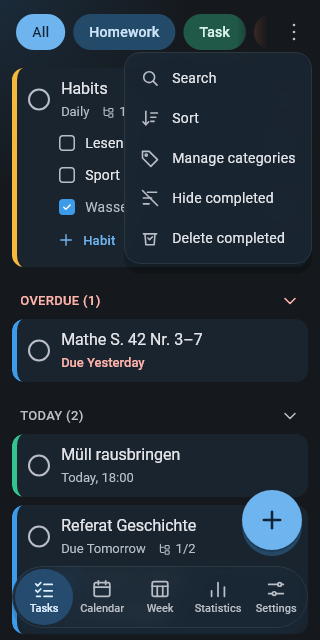 All
Homework
Task
Search
Sort
Manage categories
Hide completed
Delete completed
Habits
Daily 1
Lesen
Sport
Wasse
+ Habit
OVERDUE (1)
Mathe S. 42 Nr. 3–7
Due Yesterday
TODAY (2)
Müll rausbringen
Today, 18:00
Referat Geschichte
Due Tomorrow 1/2
Tasks
Calendar
Week
Statistics
Settings